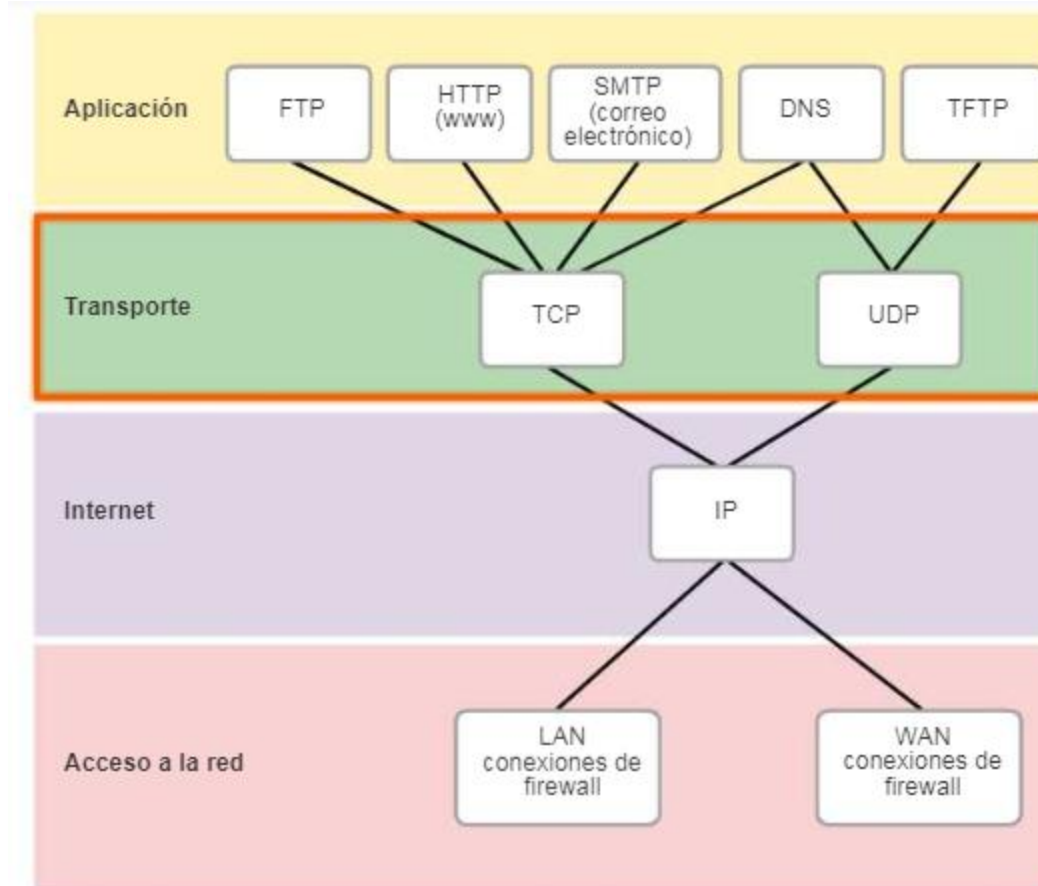 Aplicación
FTP
HTTP
(www)
SMTP
(correo
electrónico)
DNS
TFTP
Transporte
TCP
UDP
Internet
IP
Acceso a la red
LAN
conexiones de
firewall
WAN
conexiones de
firewall